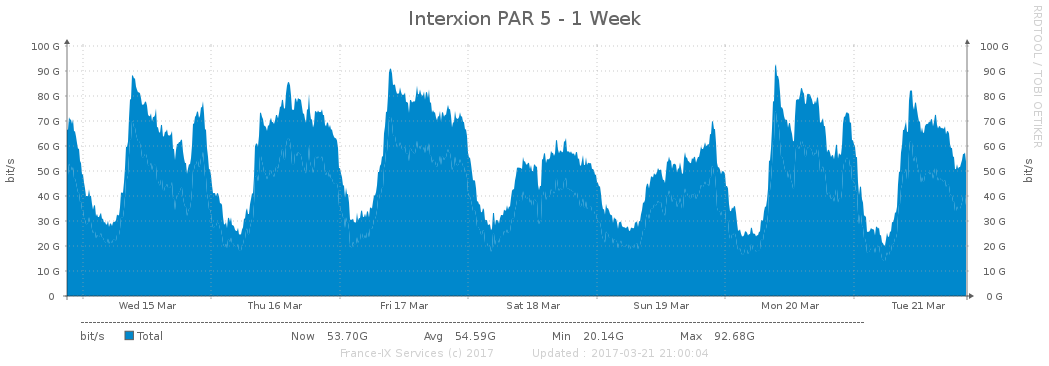 Interxion PAR 5 - 1 Week
RRDTOOL / TOBI OETIKER
bit/s
100 G
90 G
80 G
70 G
60 G
50 G
40 G
30 G
20 G
10 G
0
100 G
90 G
80 G
70 G
60 G
50 G
40 G
30 G
20 G
10 G
0 G
bit/s
Wed 15 Mar Thu 16 Mar Fri 17 Mar Sat 18 Mar Sun 19 Mar Mon 20 Mar Tue 21 Mar
bit/s Total Now 53.70G Avg 54.59G Min 20.14G Max 92.68G
France-IX Services (c) 2017 Updated : 2017-03-21 21:00:04